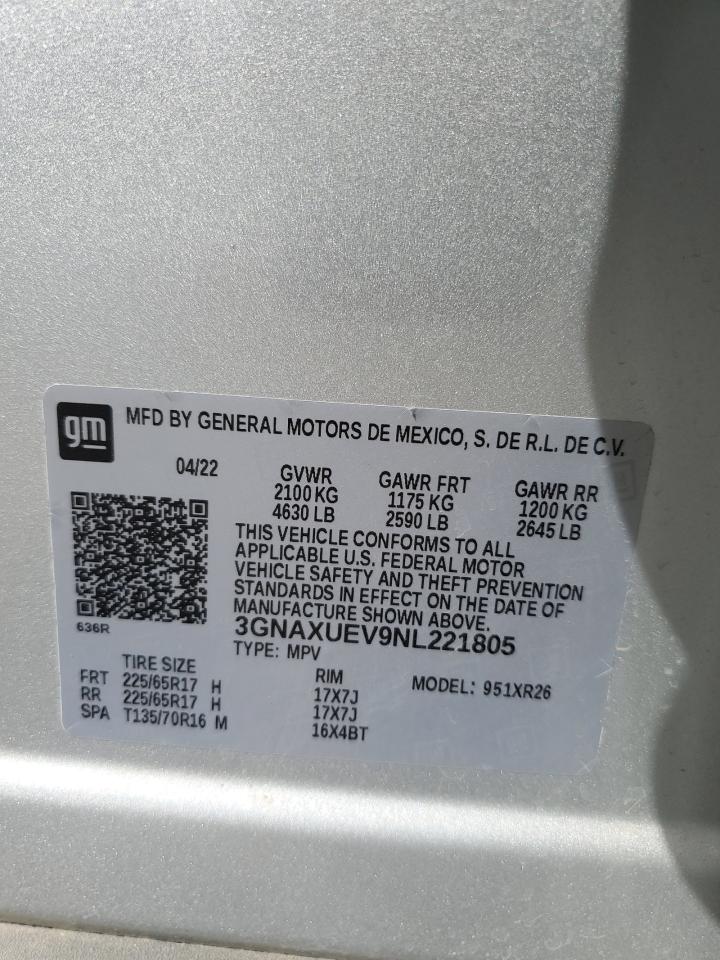 gm
MFD BY GENERAL MOTORS DE MEXICO, S. DE R.L. DE C.V.
04/22 GVWR GAWR FRT GAWR RR
2100 KG 1175 KG 1200 KG
4630 LB 2590 LB 2645 LB
THIS VEHICLE CONFORMS TO ALL
APPLICABLE U.S. FEDERAL MOTOR
VEHICLE SAFETY AND THEFT PREVENTION
STANDARDS IN EFFECT ON THE DATE OF
MANUFACTURE SHOWN ABOVE.
636R
3GNAXUEV9NL221805
TYPE: MPV
TIRE SIZE RIM MODEL: 951XR26
FRT 225/65R17 H 17X7J
RR 225/65R17 H 17X7J
SPA T135/70R16 M 16X4BT